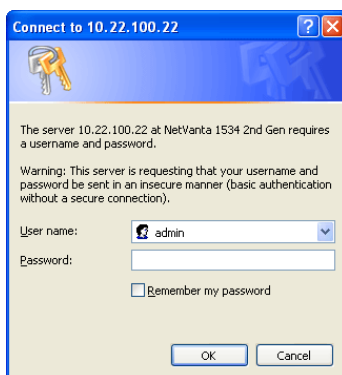 Connect to 10.22.100.22
The server 10.22.100.22 at NetVanta 1534 2nd Gen requires
a username and password.
Warning: This server is requesting that your username and
password be sent in an insecure manner (basic authentication
without a secure connection).
User name:
admin
Password:
Remember my password
OK
Cancel